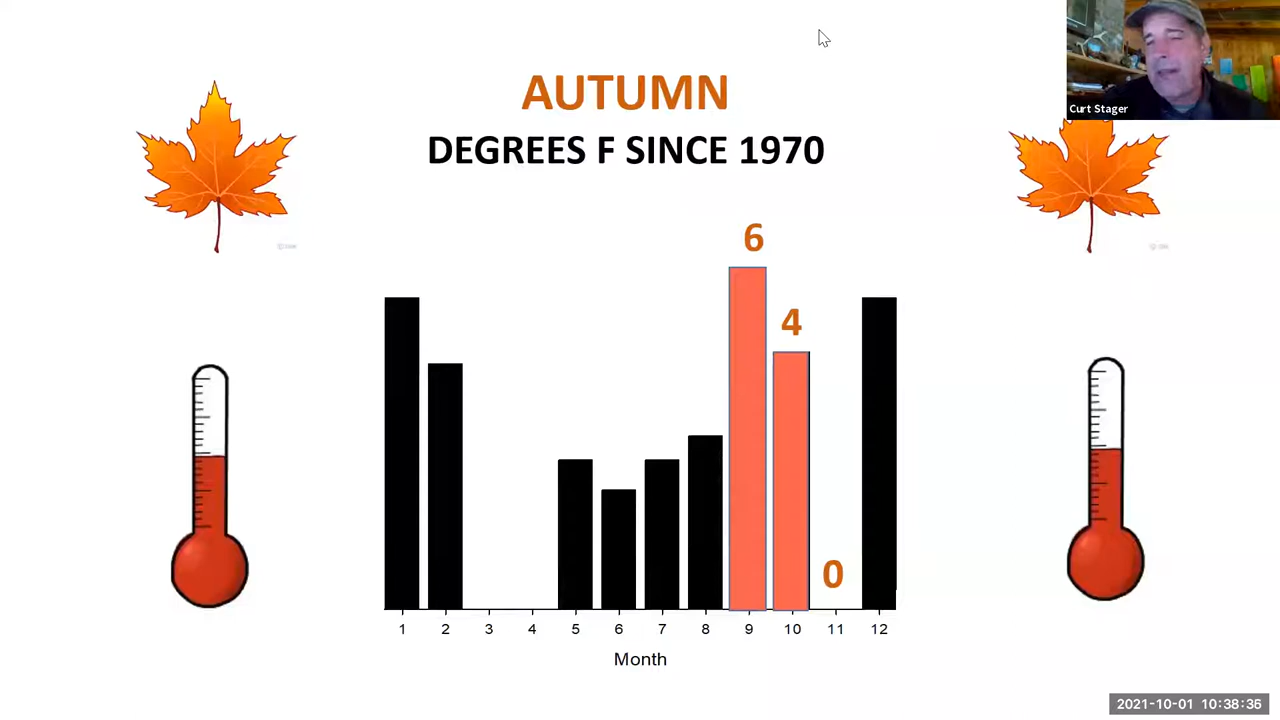 Curt Stager
AUTUMN
DEGREES F SINCE 1970
6
4
0
1 2 3 4 5 6 7 8 9 10 11 12
Month
2021-10-01 10:38:36